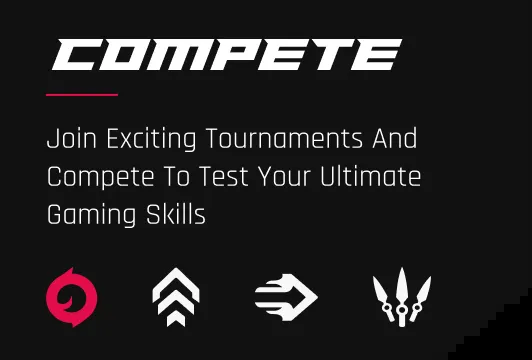 COMPETE
Join Exciting Tournaments And
Compete To Test Your Ultimate
Gaming Skills